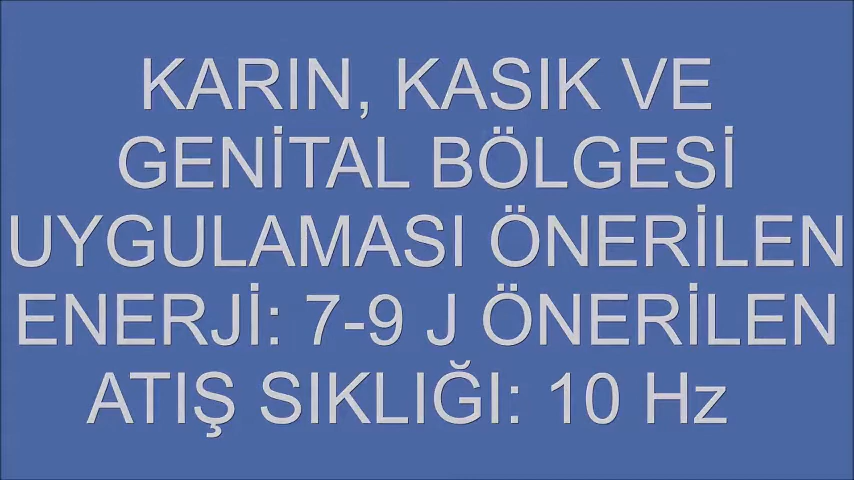 KARIN, KASIK VE
GENİTAL BÖLGESİ
UYGULAMASI ÖNERİLEN
ENERJİ: 7-9 J ÖNERİLEN
ATIŞ SIKLIĞI: 10 Hz